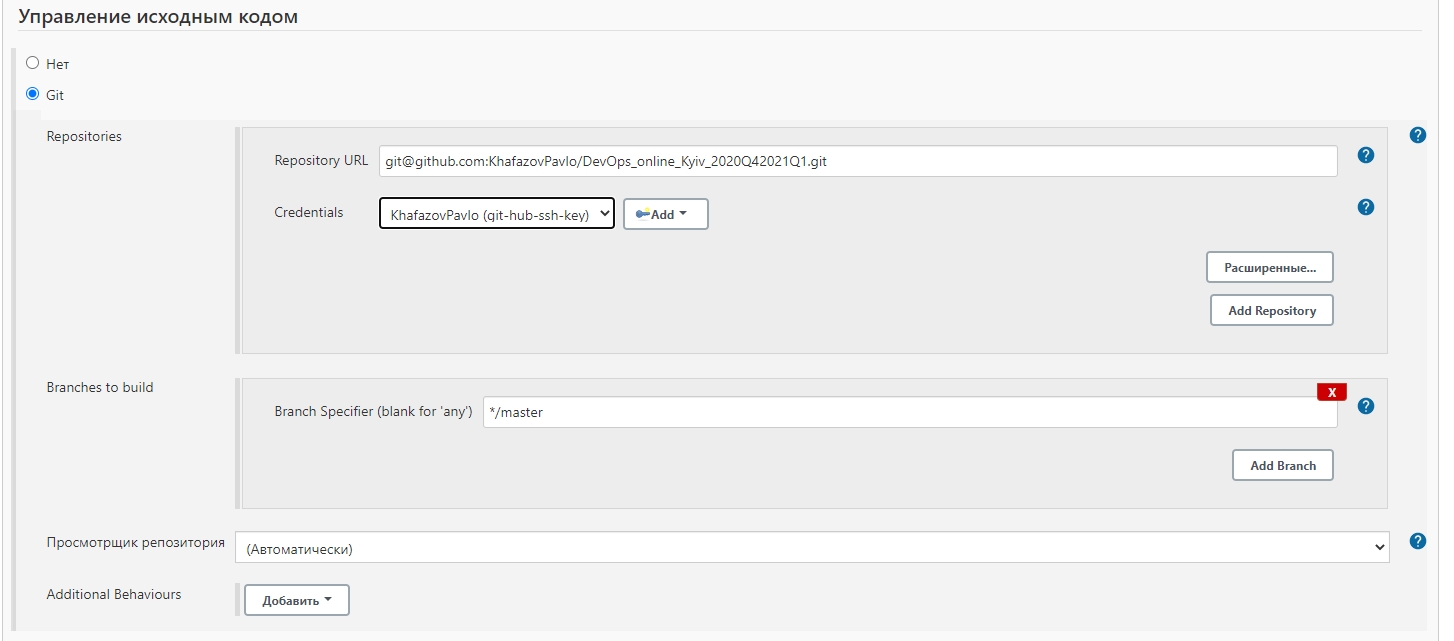 Управление исходным кодом
Нет
Git
Repositories
Repository URL git@github.com:KhafazovPavlo/DevOps_online_Kyiv_2020Q42021Q1.git
Credentials KhafazovPavlo (git-hub-ssh-key) Add
Расширенные...
Add Repository
Branches to build
X
Branch Specifier (blank for 'any') */master
Add Branch
Просмотрщик репозитория (Автоматически)
Additional Behaviours Добавить